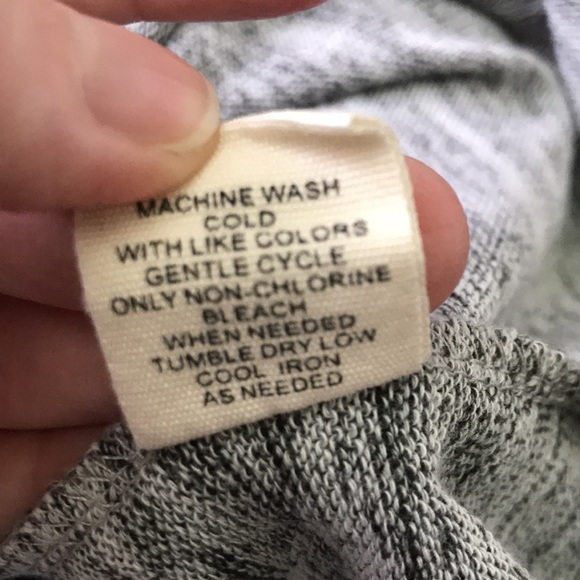 MACHINE WASH
COLD
WITH LIKE COLORS
GENTLE CYCLE
ONLY NON-CHLORINE
BLEACH
WHEN NEEDED
TUMBLE DRY LOW
COOL IRON
AS NEEDED